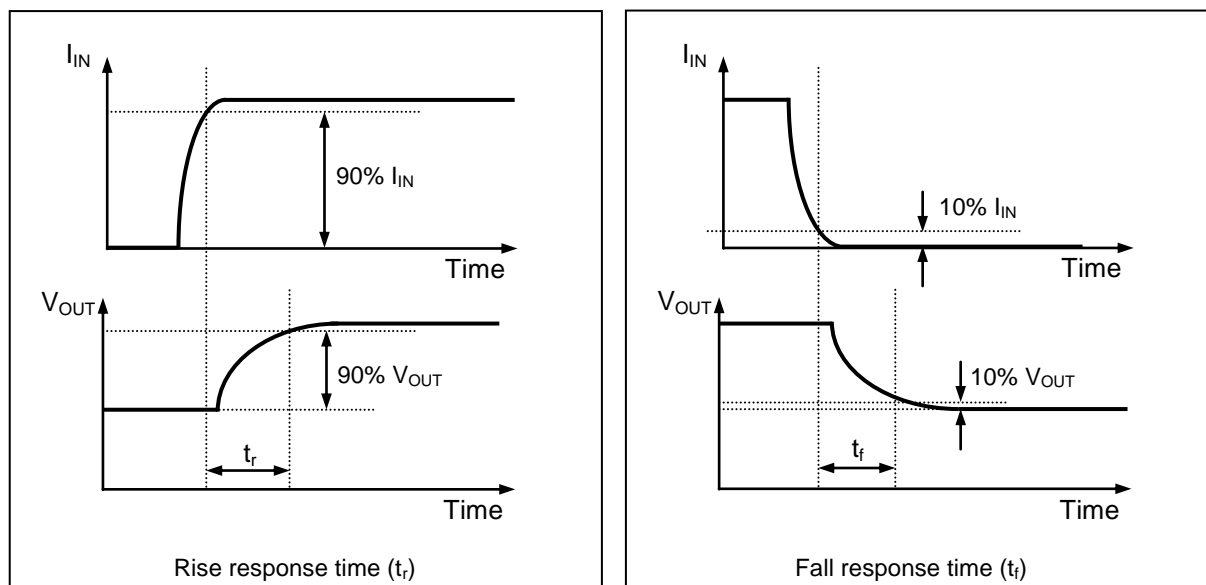 I_IN
90% I_IN
Time
V_OUT
90% V_OUT
t_r
Time
Rise response time (t_r)
I_IN
10% I_IN
Time
V_OUT
10% V_OUT
t_f
Time
Fall response time (t_f)